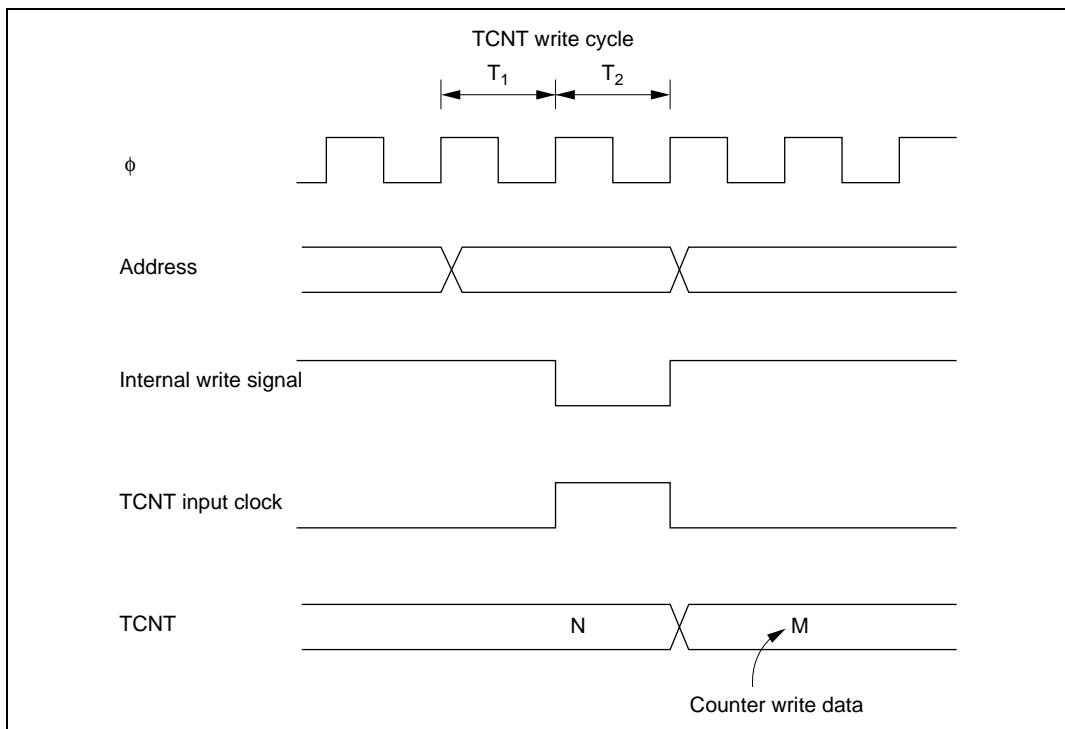 TCNT write cycle
T1 T2
ϕ
Address
Internal write signal
TCNT input clock
TCNT N M
Counter write data